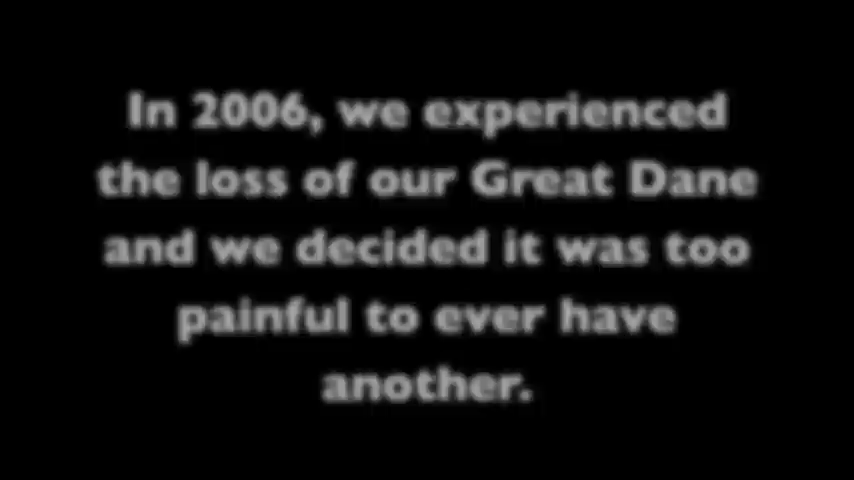 In 2006, we experienced
the loss of our Great Dane
and we decided it was too
painful to ever have
another.